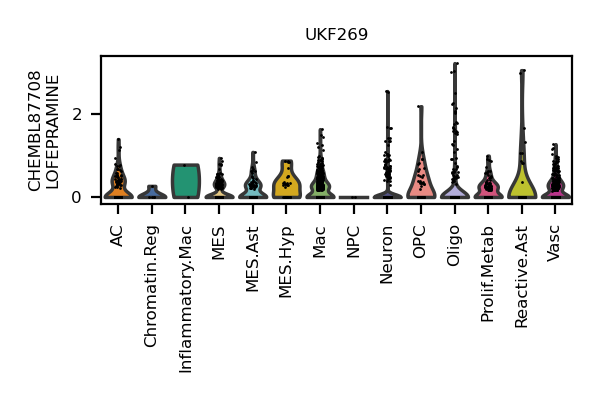 UKF269
CHEMBL87708
LOFEPRAMINE
2
0
AC
Chromatin.Reg
Inflammatory.Mac
MES
MES.Ast
MES.Hyp
Mac
NPC
Neuron
OPC
Oligo
Prolif.Metab
Reactive.Ast
Vasc